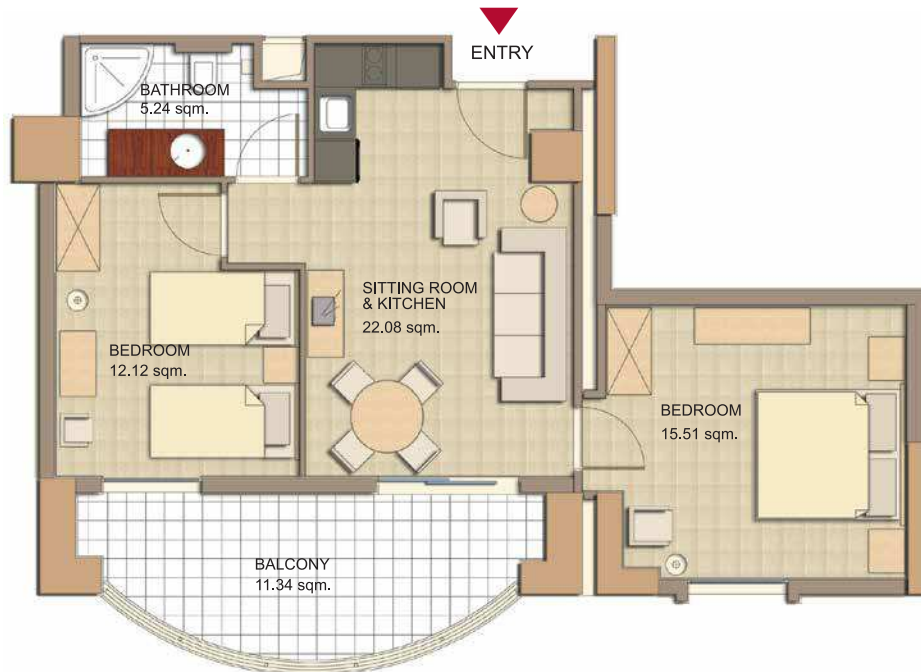 ENTRY
BATHROOM
5.24 sqm.
SITTING ROOM
& KITCHEN
22.08 sqm.
BEDROOM
12.12 sqm.
BEDROOM
15.51 sqm.
BALCONY
11.34 sqm.